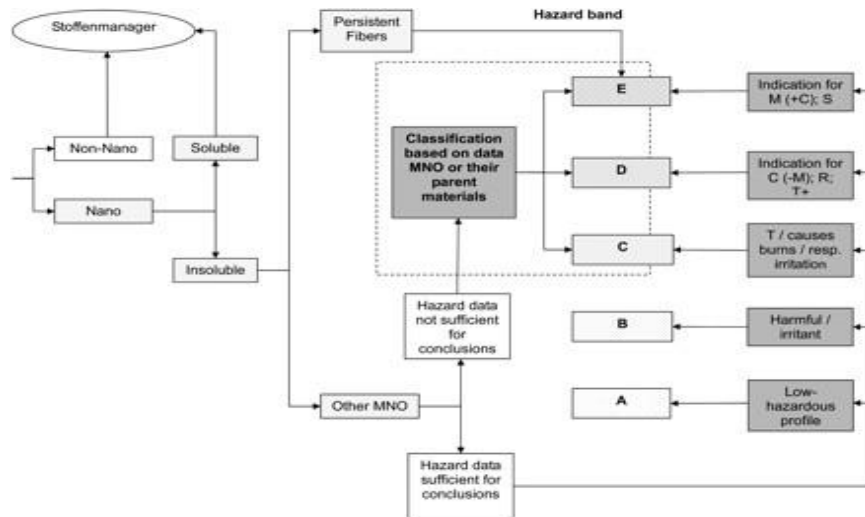 Stoffenmanager
Persistent
Fibers
Hazard band
E
Indication for
M (+C); S
Non-Nano
Soluble
Classification
based on data
MNO or their
parent
materials
D
Indication for
C (-M); R;
T+
Nano
C
T / causes
burns / resp.
irritation
Insoluble
Hazard data
not sufficient
for
conclusions
B
Harmful /
irritant
Other MNO
A
Low-
hazardous
profile
Hazard data
sufficient for
conclusions